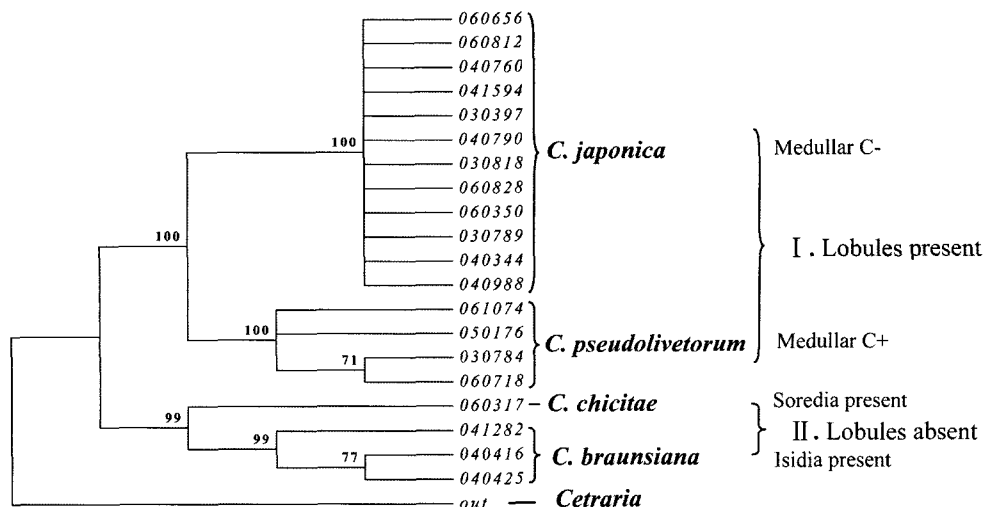 060656
060812
040760
041594
030397
100
040790
C. japonica
Medullar C-
030818
060828
060350
030789
100
I. Lobules present
040344
040988
061074
100
050176
C. pseudolivetorum
Medullar C+
71
030784
060718
99
060317
C. chicitae
Soredia present
99
041282
II. Lobules absent
77
040416
C. braunsiana
Isidia present
040425
out
Cetraria